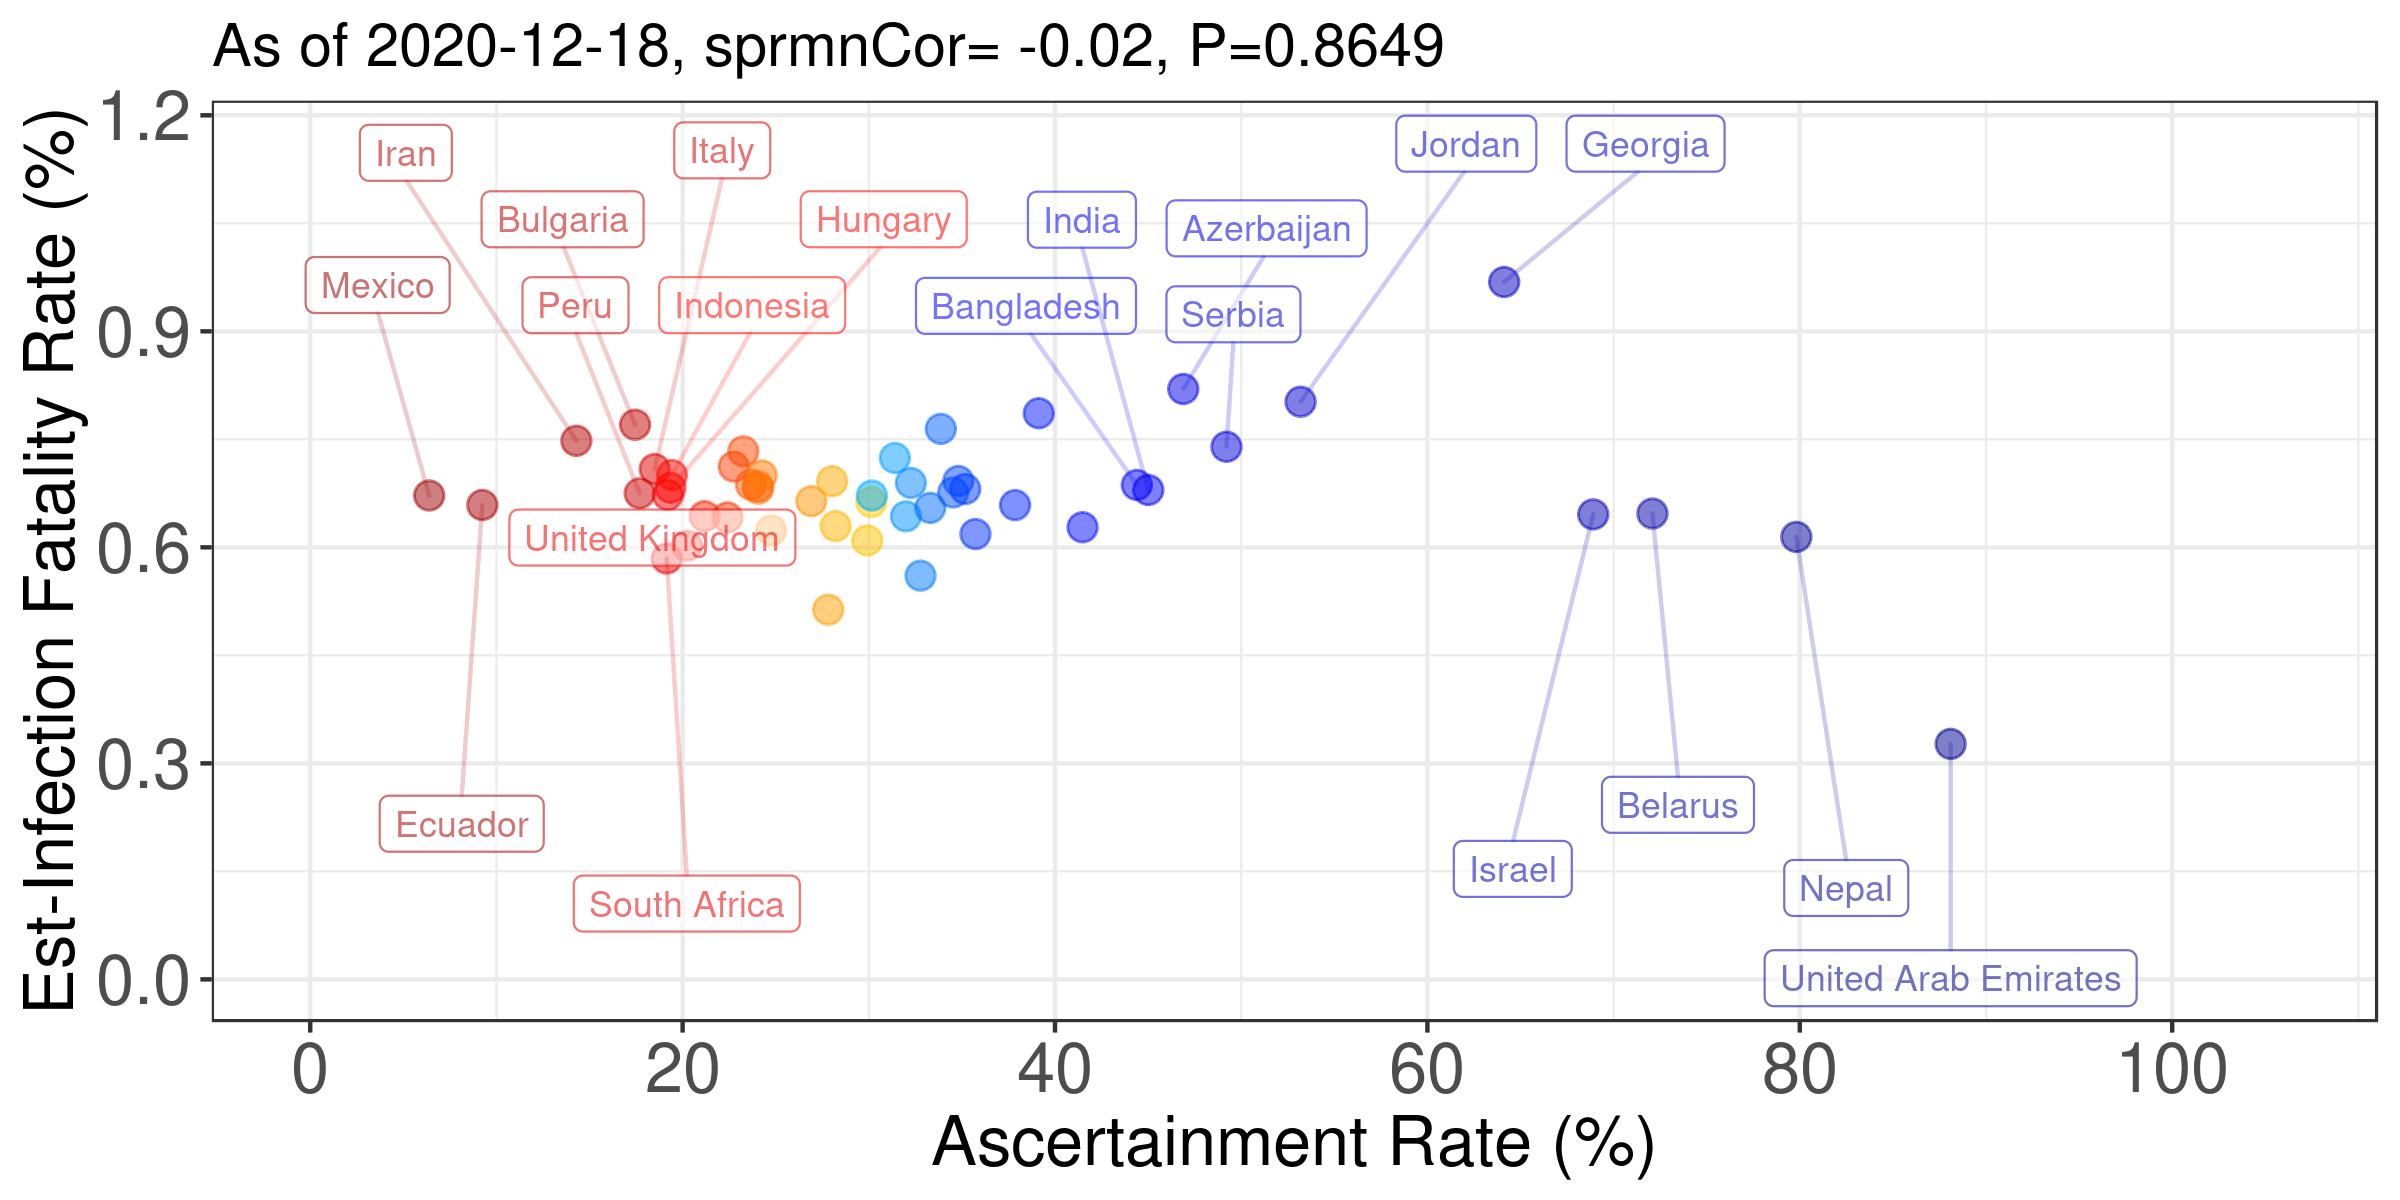 As of 2020-12-18, sprmnCor= -0.02, P=0.8649
Est-Infection Fatality Rate (%)
1.2
0.9
0.6
0.3
0.0
Iran
Italy
Jordan
Georgia
Bulgaria
Hungary
India
Azerbaijan
Mexico
Peru
Indonesia
Bangladesh
Serbia
United Kingdom
Ecuador
South Africa
Belarus
Israel
Nepal
United Arab Emirates
0
20
40
60
80
100
Ascertainment Rate (%)